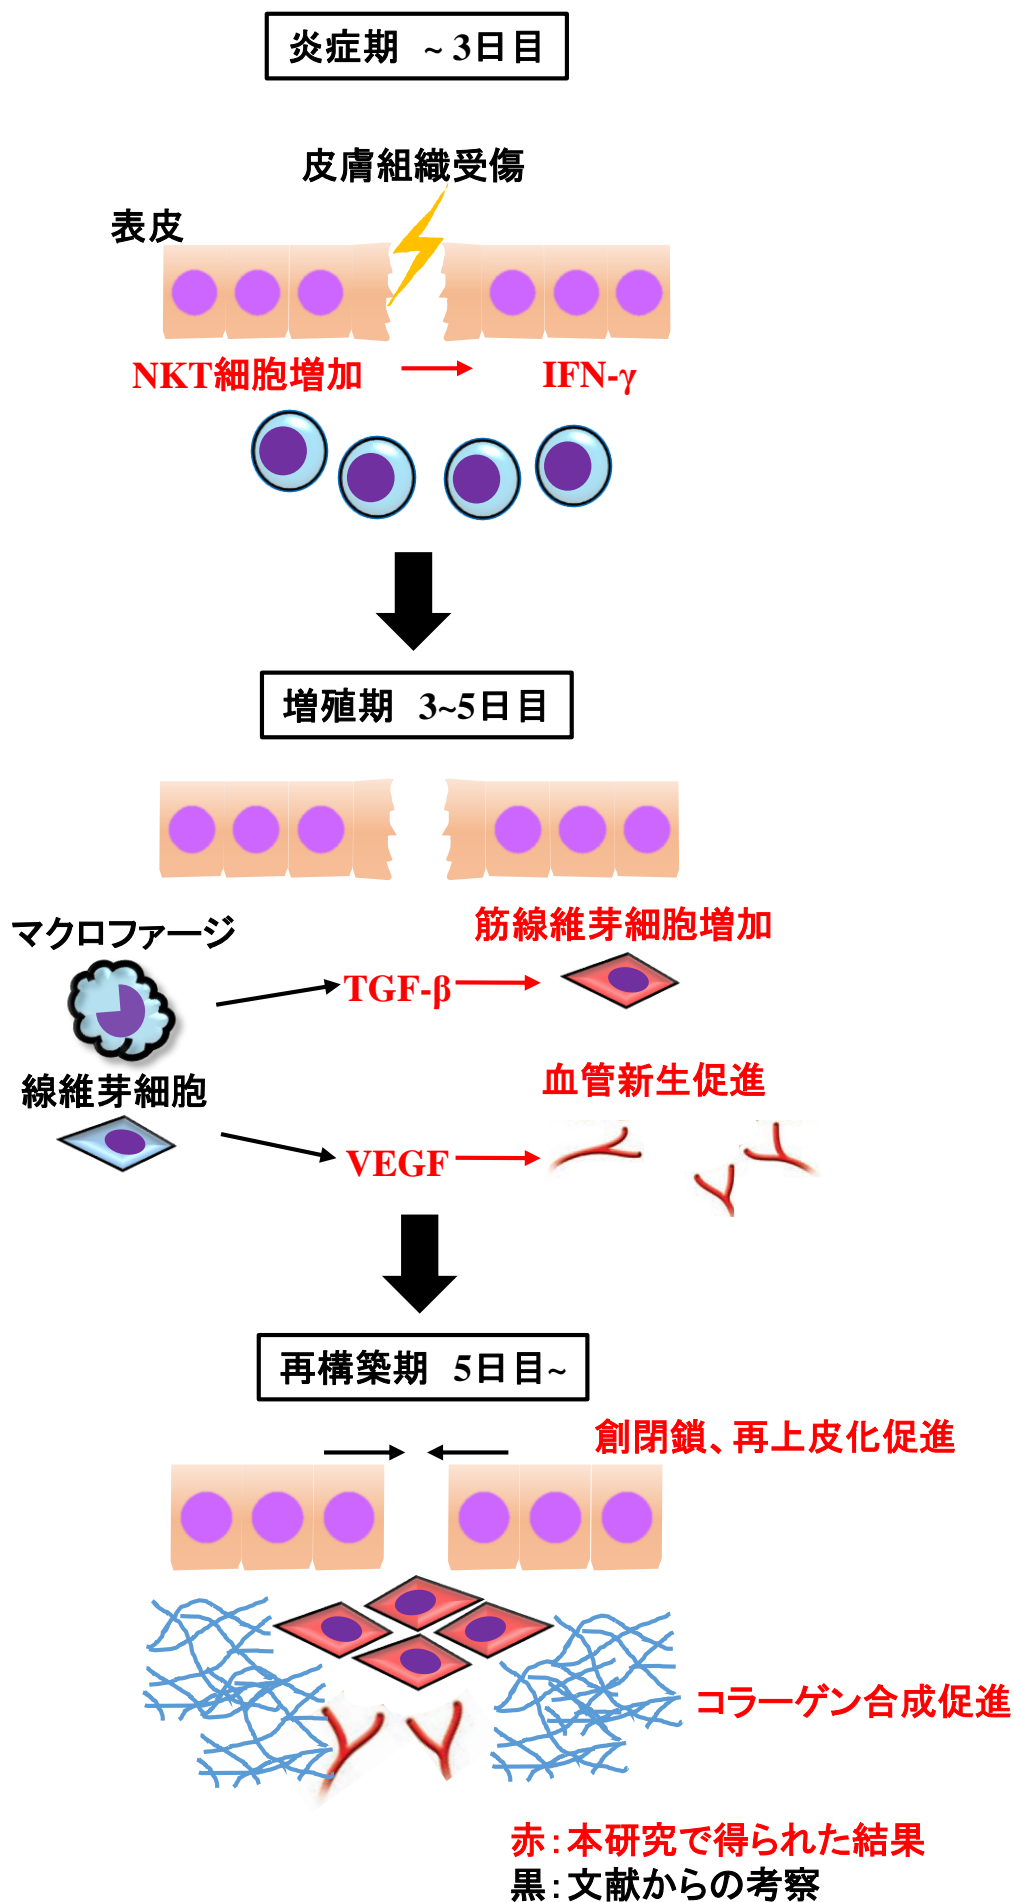 炎症期 ~ 3日目
皮膚組織受傷
表皮
NKT細胞増加
IFN-γ
増殖期 3~5日目
筋線維芽細胞増加
マクロファージ
TGF-β
線維芽細胞
血管新生促進
VEGF
再構築期 5日目~
創閉鎖、再上皮化促進
コラーゲン合成促進
赤：本研究で得られた結果
黒：文献からの考察